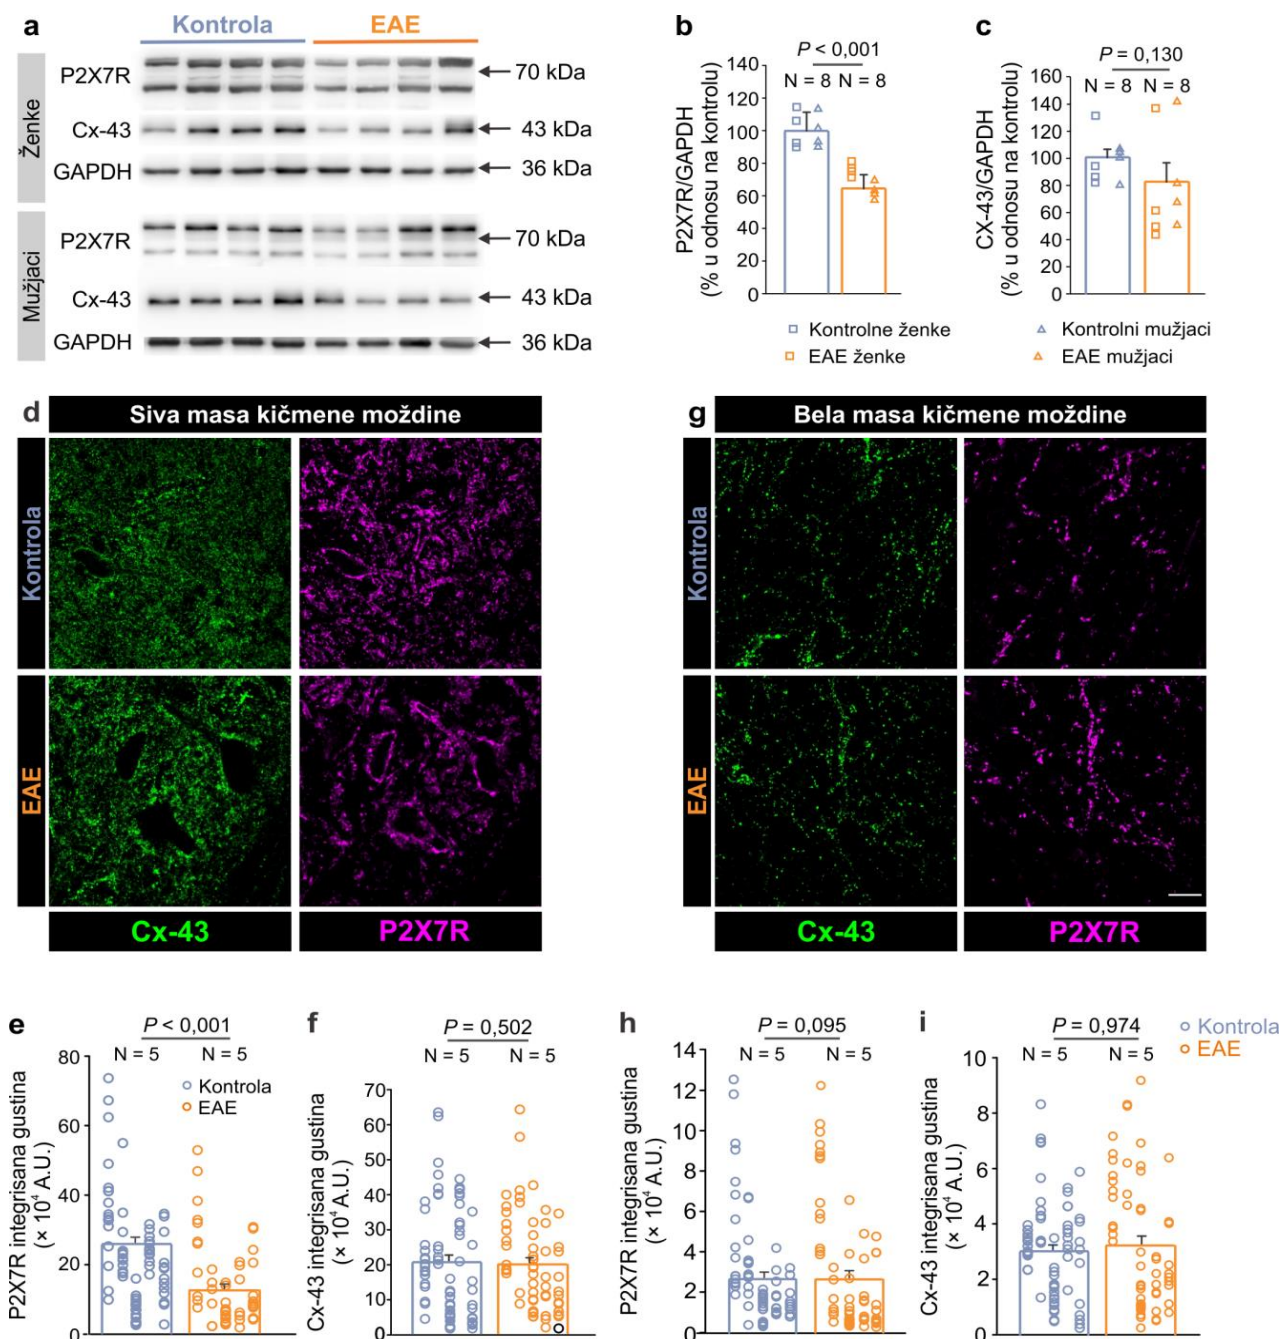 a
Kontrola EAE
Ženke
P2X7R
70 kDa
Cx-43
43 kDa
GAPDH
36 kDa
Mužjaci
P2X7R
70 kDa
Cx-43
43 kDa
GAPDH
36 kDa
b
P < 0,001
N = 8 N = 8
P2X7R/GAPDH
(% u odnosu na kontrolu)
140
120
100
80
60
40
20
0
c
P = 0,130
N = 8 N = 8
CX-43/GAPDH
(% u odnosu na kontrolu)
160
140
120
100
80
60
40
20
0
Kontrolne ženke
Kontrolni mužjaci
EAE ženke
EAE mužjaci
d
Siva masa kičmene moždine
Kontrola
EAE
Cx-43
P2X7R
g
Bela masa kičmene moždine
Kontrola
EAE
Cx-43
P2X7R
e
P < 0,001
N = 5 N = 5
Kontrola
EAE
P2X7R integrisana gustina
(× 10⁴ A.U.)
80
60
40
20
0
f
P = 0,502
N = 5 N = 5
Cx-43 integrisana gustina
(× 10⁴ A.U.)
70
60
50
40
30
20
10
0
h
P = 0,095
N = 5 N = 5
P2X7R integrisana gustina
(× 10⁴ A.U.)
14
12
10
8
6
4
2
0
i
P = 0,974
N = 5 N = 5
Kontrola
EAE
Cx-43 integrisana gustina
(× 10⁴ A.U.)
10
8
6
4
2
0